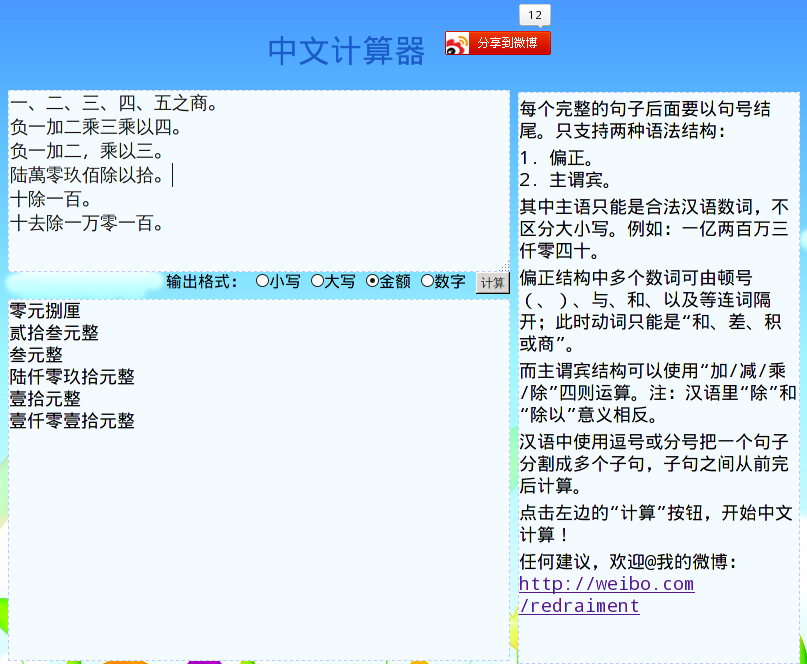 12
中文计算器
分享到微博
一、二、三、四、五之商。
负一加二乘三乘以四。
负一加二，乘以三。
陆萬零玖佰除以拾。
十除一百。
十去除一万零一百。
输出格式： 小写 大写 金额 数字 计算
零元捌厘
贰拾叁元整
叁元整
陆仟零玖拾元整
壹拾元整
壹仟零壹拾元整
每个完整的句子后面要以句号结
尾。只支持两种语法结构：
1. 偏正。
2. 主谓宾。
其中主语只能是合法汉语数词，不
区分大小写。例如：一亿两百万三
仟零四十。
偏正结构中多个数词可由顿号
（、）、与、和、以及等连词隔
开；此时动词只能是“和、差、积
或商”。
而主谓宾结构可以使用“加/减/乘
/除”四则运算。注：汉语里“除”和
“除以”意义相反。
汉语中使用逗号或分号把一个句子
分割成多个子句，子句之间从前完
后计算。
点击左边的“计算”按钮，开始中文
计算！
任何建议，欢迎@我的微博：
http://weibo.com
/redraiment